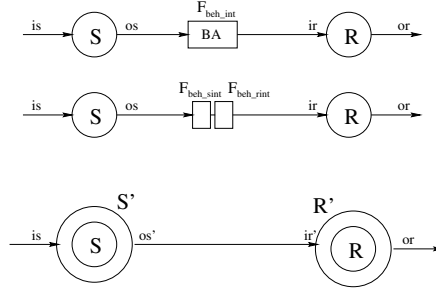 F_beh_int
is S os BA ir R or
F_beh_sint F_beh_rint
is S os ir R or
S' R'
is S os' ir' R or